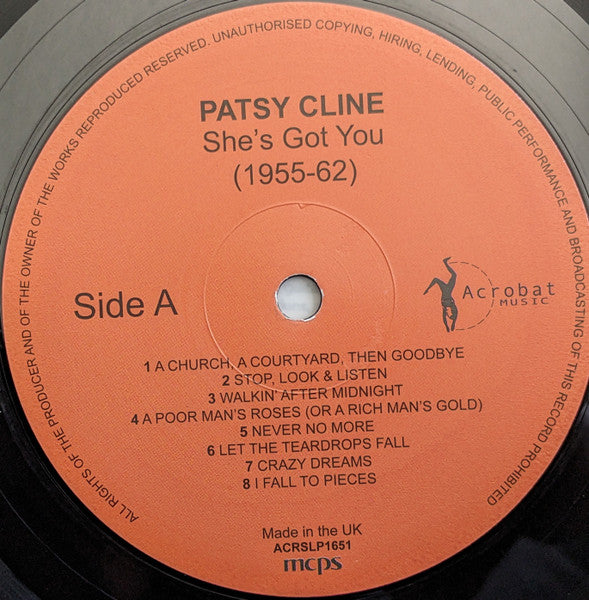 ALL RIGHTS OF THE PRODUCER AND OF THE OWNER OF THE WORKS REPRODUCED RESERVED. UNAUTHORISED COPYING, HIRING, LENDING, PUBLIC PERFORMANCE AND BROADCASTING OF THIS RECORD PROHIBITED
PATSY CLINE
She's Got You
(1955-62)
Side A
Acrobat
MUSIC
1 A CHURCH, A COURTYARD, THEN GOODBYE
2 STOP, LOOK & LISTEN
3 WALKIN' AFTER MIDNIGHT
4 A POOR MAN'S ROSES (OR A RICH MAN'S GOLD)
5 NEVER NO MORE
6 LET THE TEARDROPS FALL
7 CRAZY DREAMS
8 I FALL TO PIECES
Made in the UK
ACRSLP1651
mcps